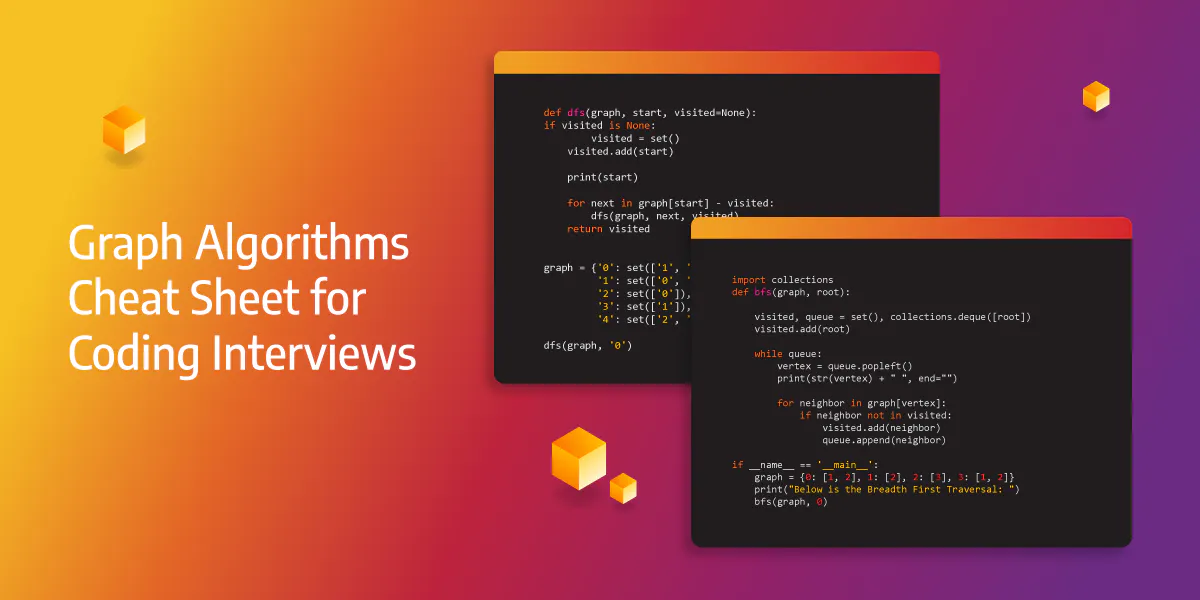 Graph Algorithms
Cheat Sheet for
Coding Interviews
def dfs(graph, start, visited=None):
if visited is None:
        visited = set()
    visited.add(start)
    print(start)
    for next in graph[start] - visited:
        dfs(graph, next, visited)
    return visited
graph = {'0': set(['1', '
         '1': set(['0', '
         '2': set(['0']),
         '3': set(['1']),
         '4': set(['2', '
dfs(graph, '0')
import collections
def bfs(graph, root):
    visited, queue = set(), collections.deque([root])
    visited.add(root)
    while queue:
        vertex = queue.popleft()
        print(str(vertex) + " ", end="")
        for neighbor in graph[vertex]:
            if neighbor not in visited:
                visited.add(neighbor)
                queue.append(neighbor)
if __name__ == '__main__':
    graph = {0: [1, 2], 1: [2], 2: [3], 3: [1, 2]}
    print("Below is the Breadth First Traversal: ")
    bfs(graph, 0)